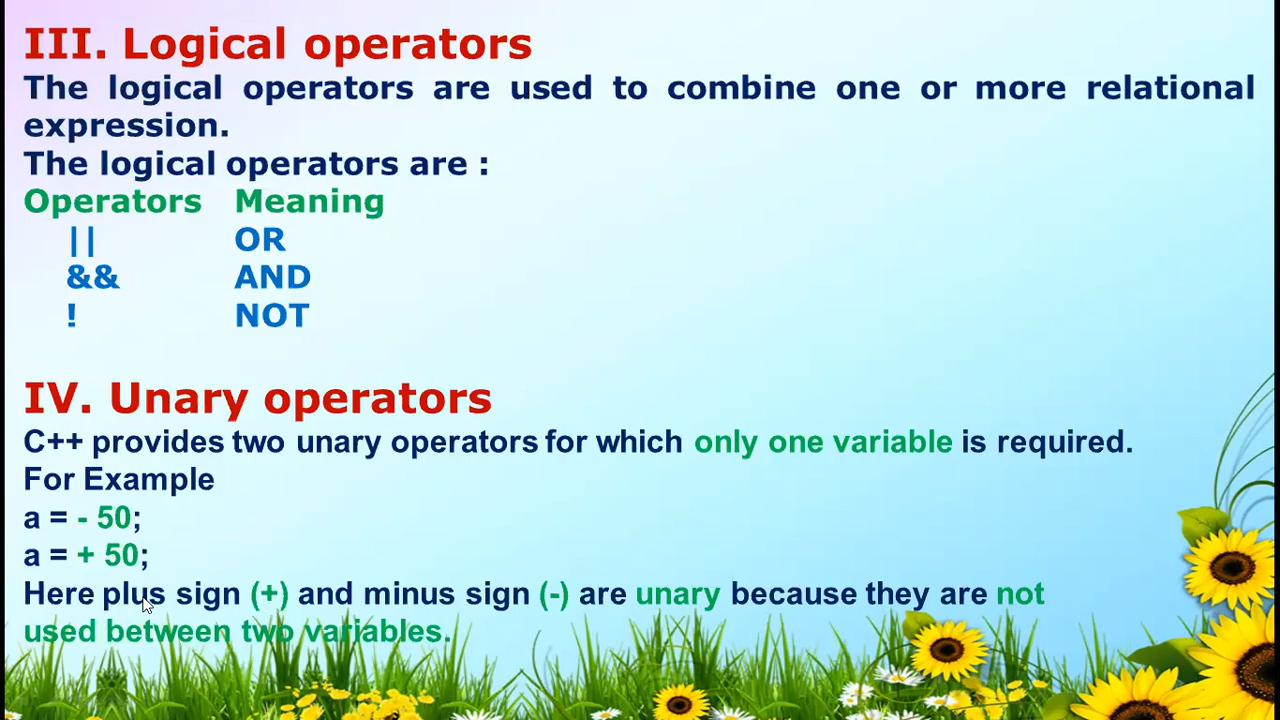 III. Logical operators
The logical operators are used to combine one or more relational
expression.
The logical operators are :
Operators Meaning
|| OR
&& AND
! NOT
IV. Unary operators
C++ provides two unary operators for which only one variable is required.
For Example
a = - 50;
a = + 50;
Here plus sign (+) and minus sign (-) are unary because they are not
used between two variables.